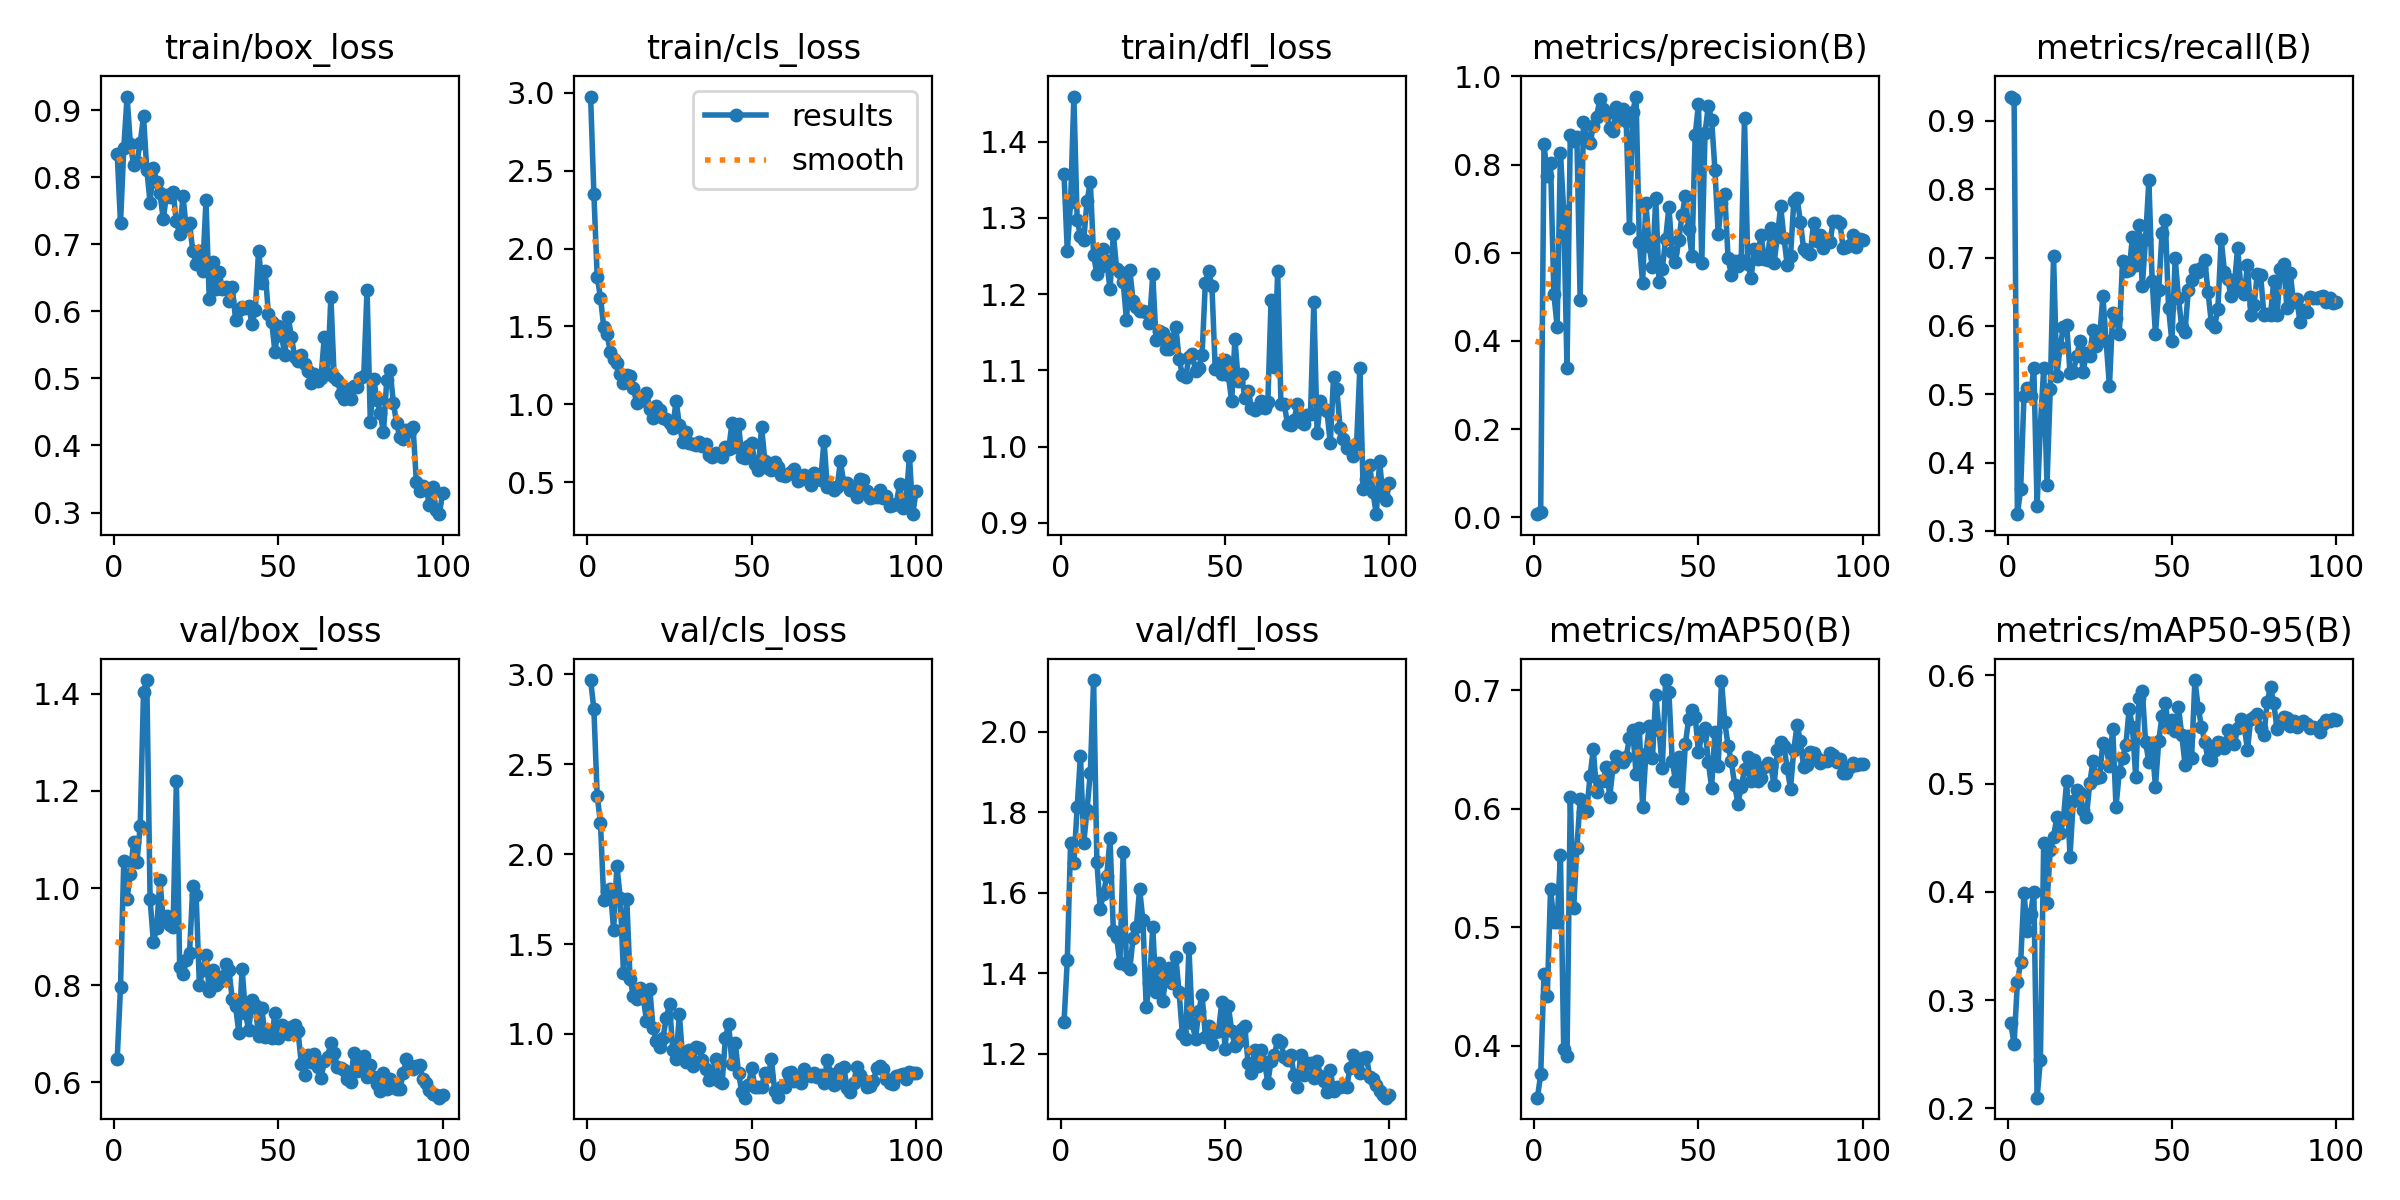 train/box_loss
0.9
0.8
0.7
0.6
0.5
0.4
0.3
0 50 100
train/cls_loss
results
smooth
3.0
2.5
2.0
1.5
1.0
0.5
0 50 100
train/dfl_loss
1.4
1.3
1.2
1.1
1.0
0.9
0 50 100
metrics/precision(B)
1.0
0.8
0.6
0.4
0.2
0.0
0 50 100
metrics/recall(B)
0.9
0.8
0.7
0.6
0.5
0.4
0.3
0 50 100
val/box_loss
1.4
1.2
1.0
0.8
0.6
0 50 100
val/cls_loss
3.0
2.5
2.0
1.5
1.0
0 50 100
val/dfl_loss
2.0
1.8
1.6
1.4
1.2
0 50 100
metrics/mAP50(B)
0.7
0.6
0.5
0.4
0 50 100
metrics/mAP50-95(B)
0.6
0.5
0.4
0.3
0.2
0 50 100